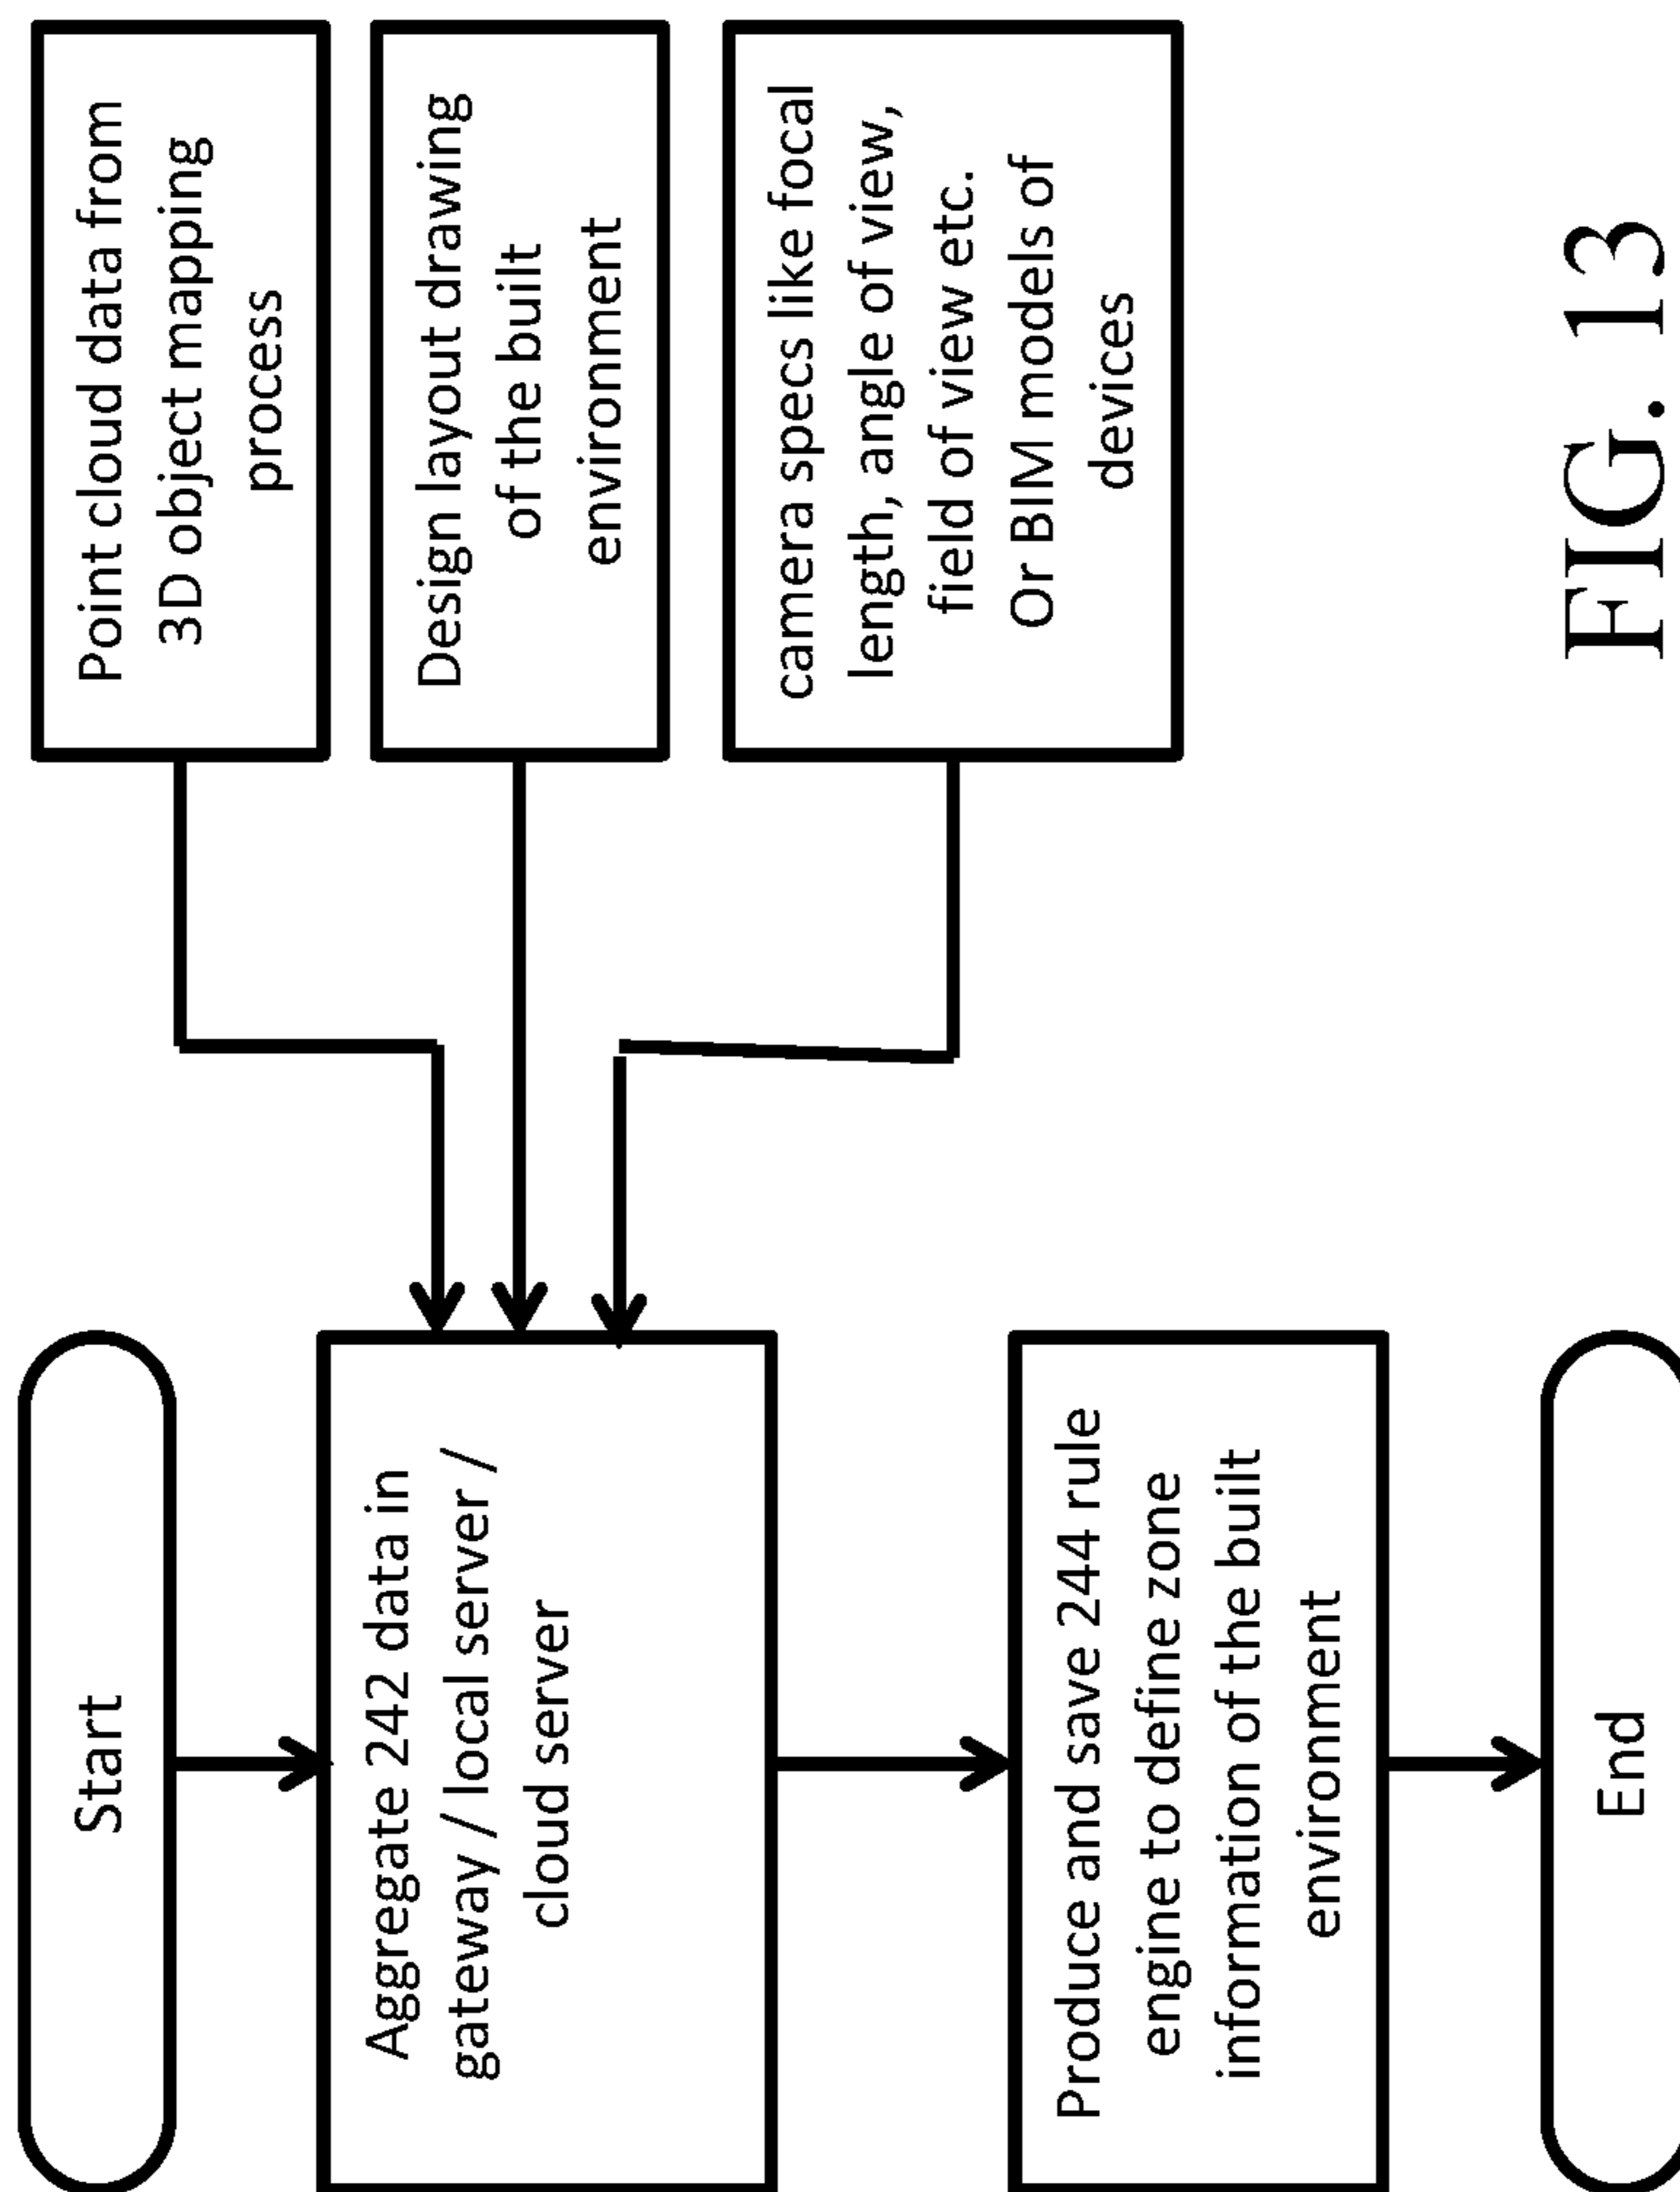 Start
Aggregate 242 data in
gateway / local server /
cloud server
Produce and save 244 rule
engine to define zone
information of the built
environment
End
Point cloud data from
3D object mapping
process
Design layout drawing
of the built
environment
camera specs like focal
length, angle of view,
field of view etc.
Or BIM models of
devices
FIG. 13